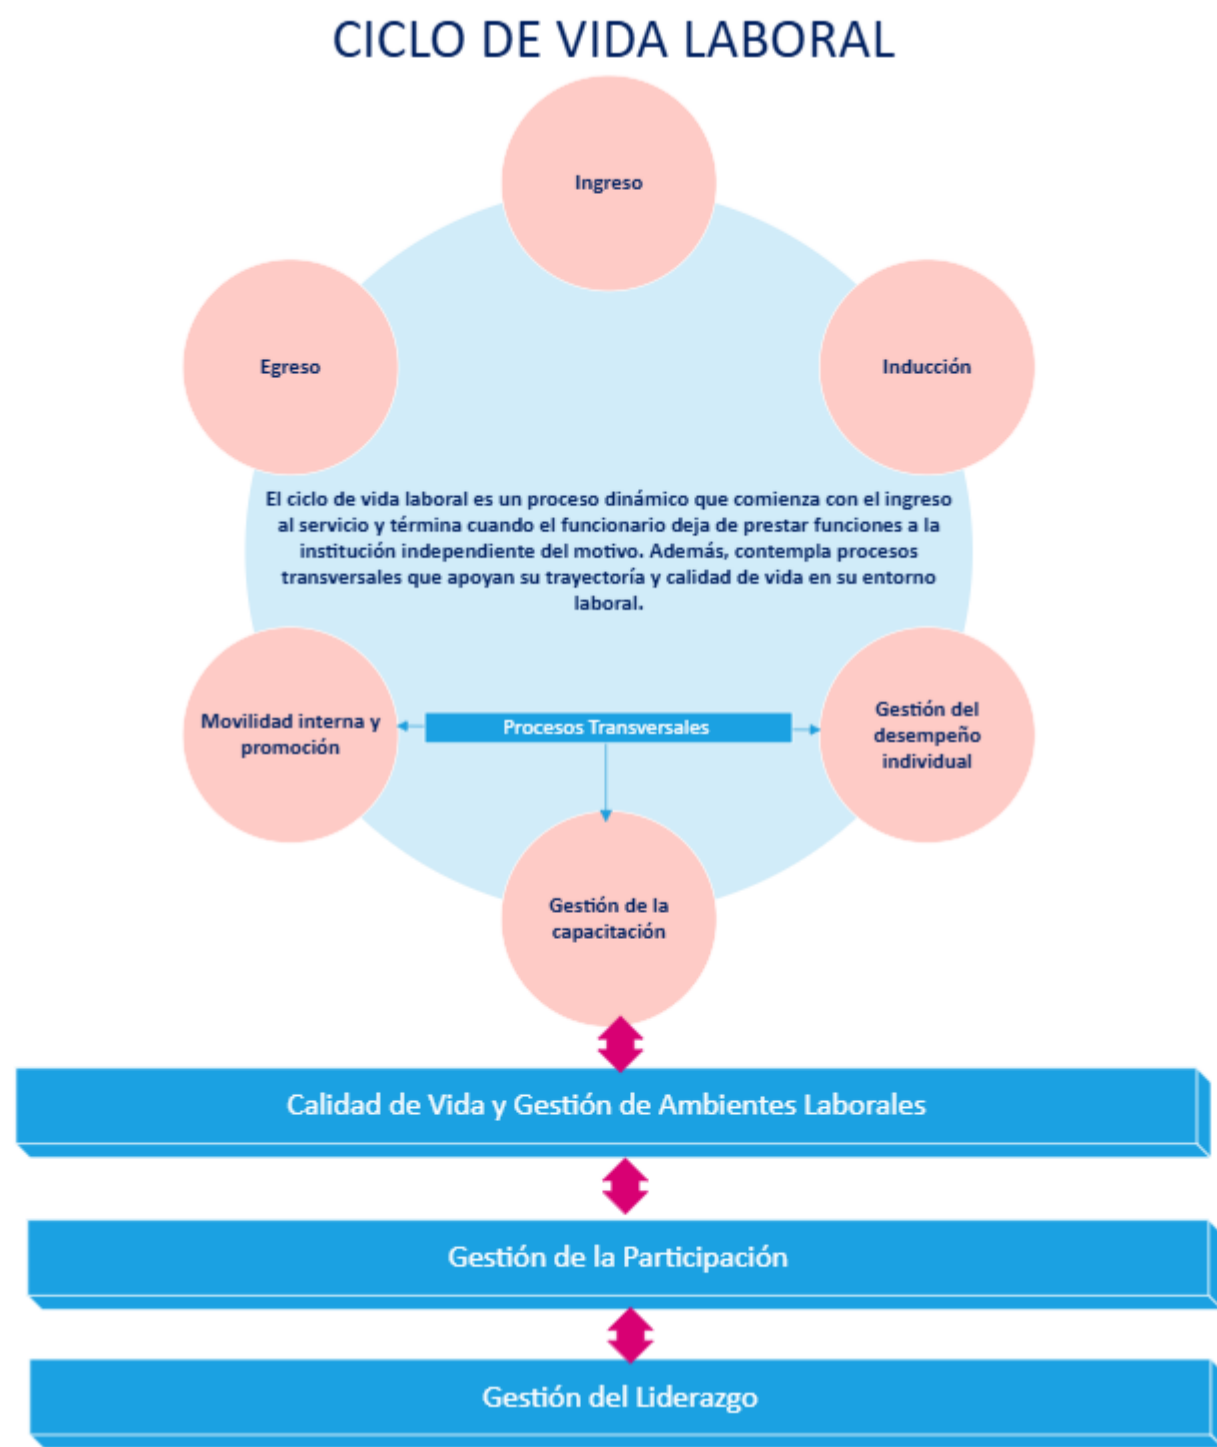 CICLO DE VIDA LABORAL
Ingreso
Egreso
Inducción
El ciclo de vida laboral es un proceso dinámico que comienza con el ingreso
al servicio y término cuando el funcionario deja de prestar funciones a la
institución independiente del motivo. Además, contempla procesos
transversales que apoyan su trayectoría y calidad de vida en su entorno
laboral.
Movilidad interna y
promoción
Procesos Transversales
Gestión del
desempeño
individual
Gestión de la
capacitación
Calidad de Vida y Gestión de Ambientes Laborales
Gestión de la Participación
Gestión del Liderazgo